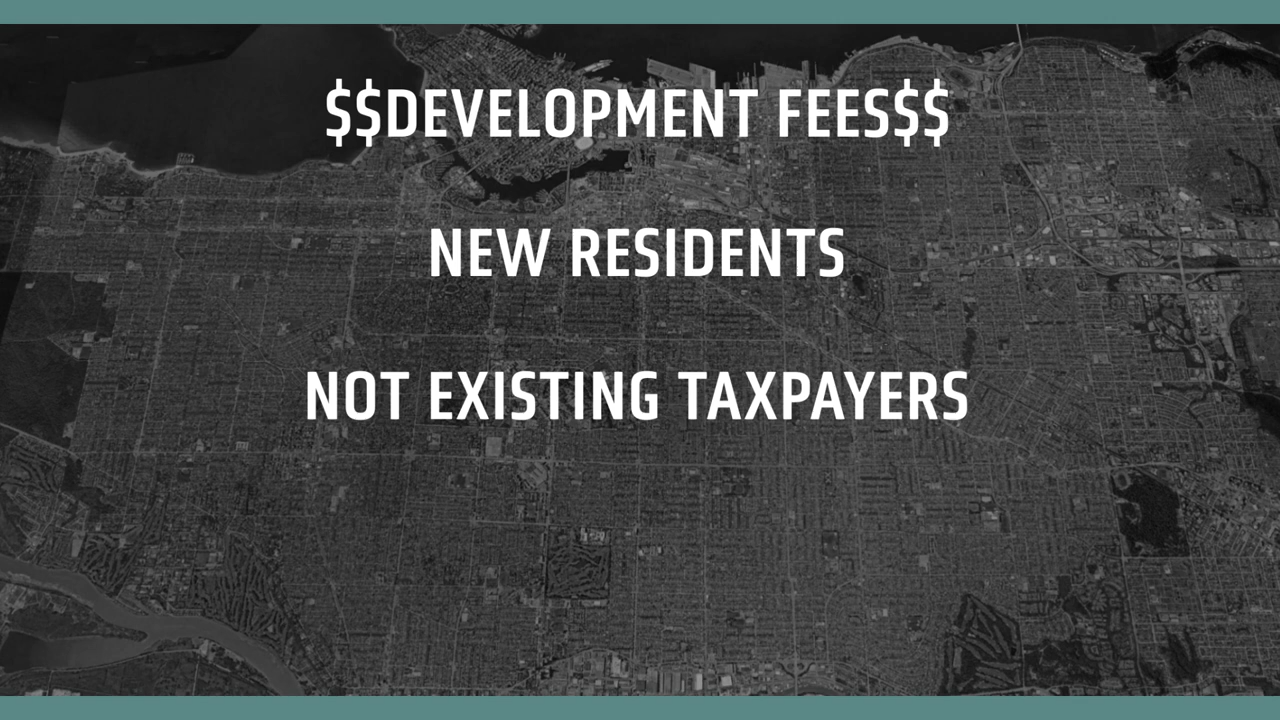 $$DEVELOPMENT FEES$$
NEW RESIDENTS
NOT EXISTING TAXPAYERS